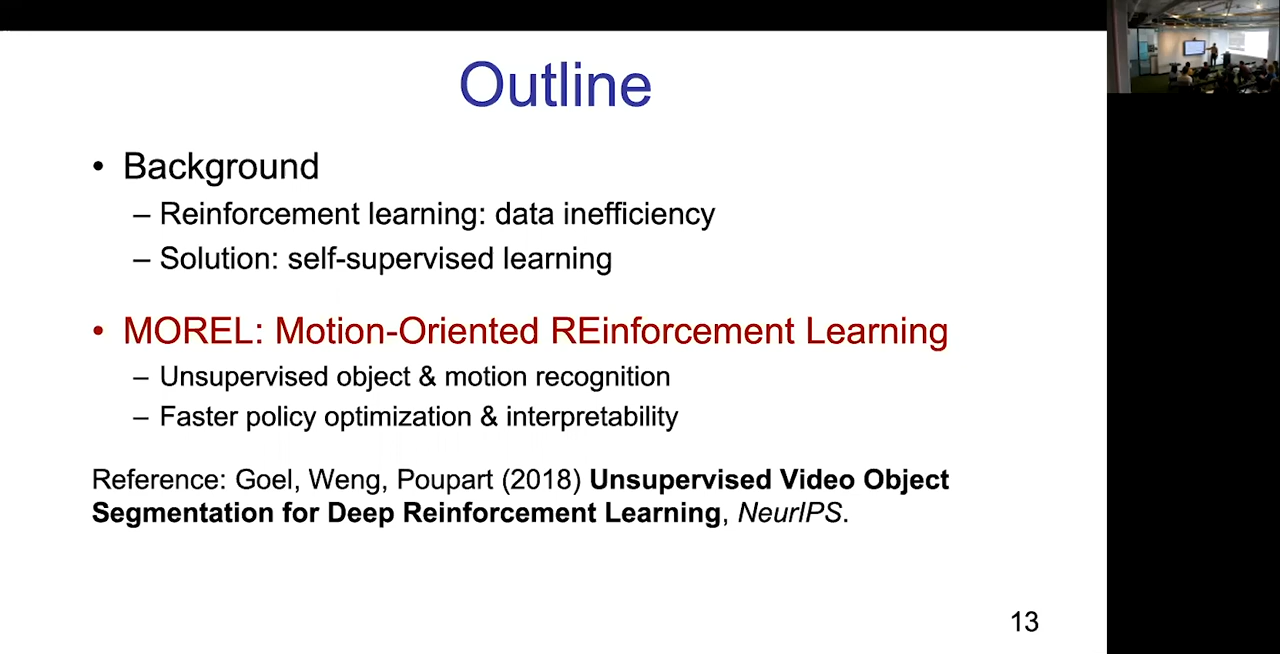 Outline
• Background
– Reinforcement learning: data inefficiency
– Solution: self-supervised learning
• MOREL: Motion-Oriented REinforcement Learning
– Unsupervised object & motion recognition
– Faster policy optimization & interpretability
Reference: Goel, Weng, Poupart (2018) Unsupervised Video Object
Segmentation for Deep Reinforcement Learning, NeurIPS.
13